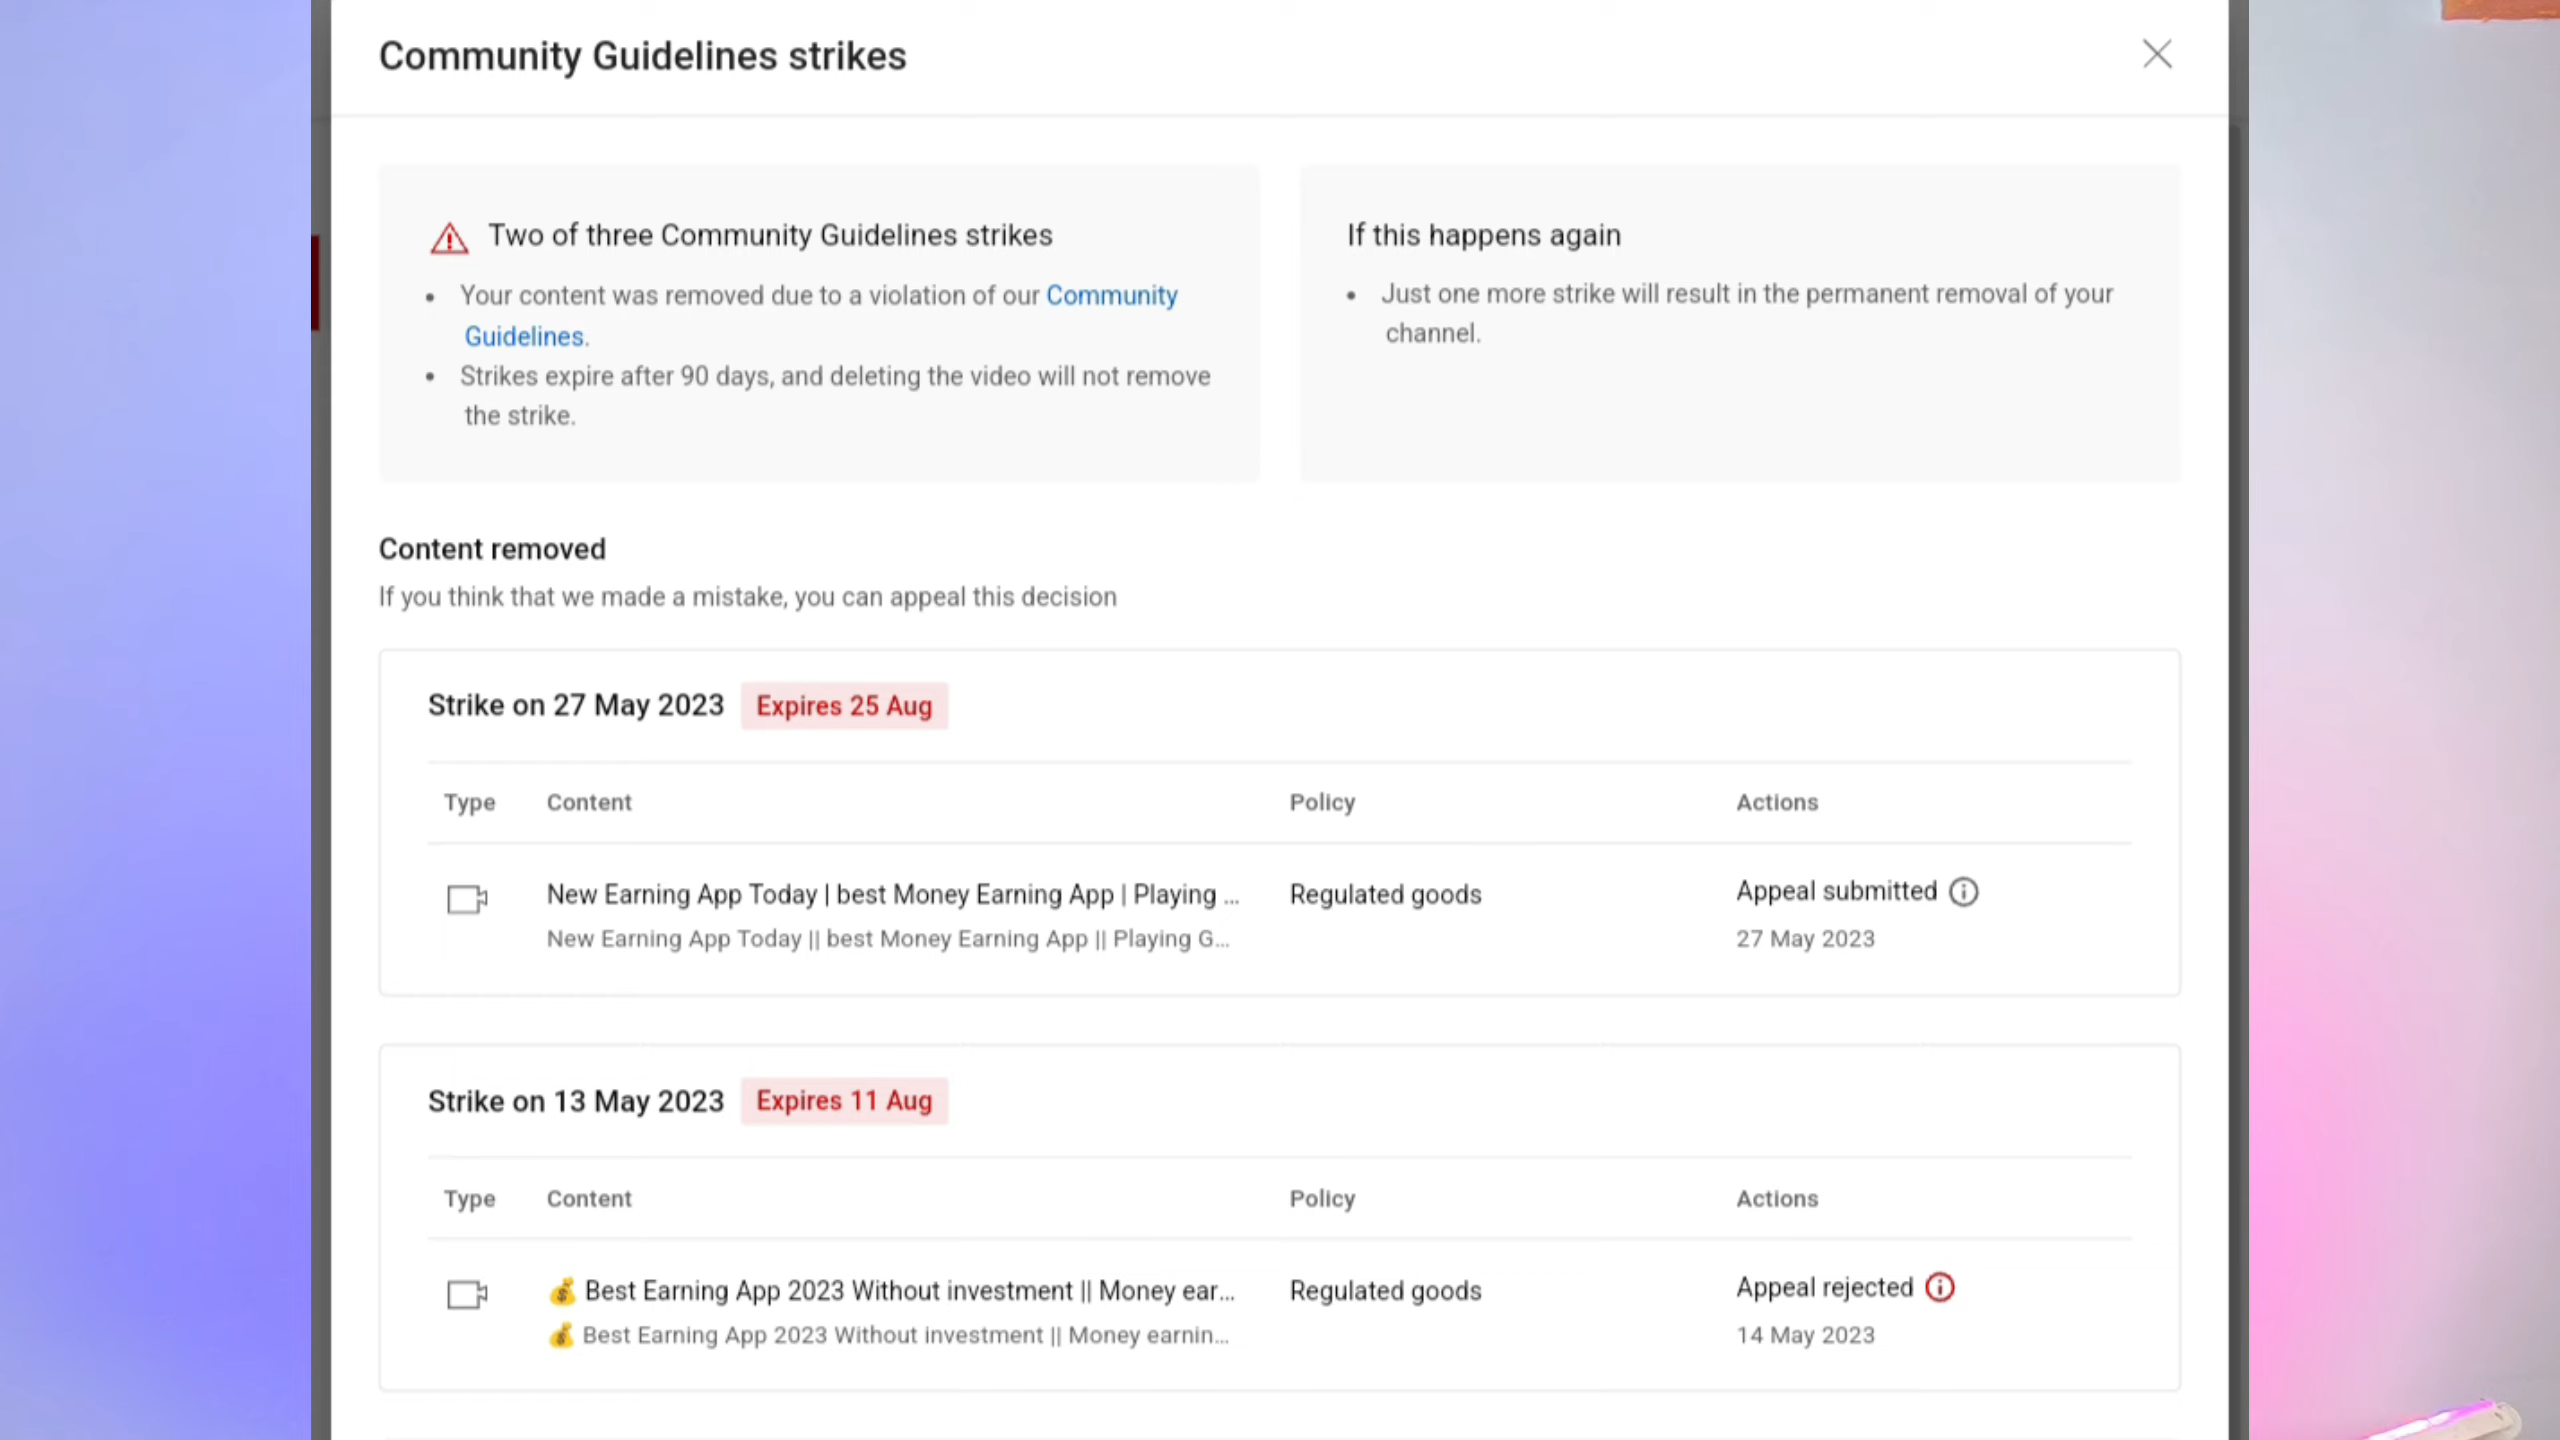 Community Guidelines strikes
Two of three Community Guidelines strikes
• Your content was removed due to a violation of our Community
Guidelines.
• Strikes expire after 90 days, and deleting the video will not remove
the strike.
If this happens again
• Just one more strike will result in the permanent removal of your
channel.
Content removed
If you think that we made a mistake, you can appeal this decision
Strike on 27 May 2023 Expires 25 Aug
Type Content Policy Actions
New Earning App Today | best Money Earning App | Playing ... Regulated goods Appeal submitted
New Earning App Today || best Money Earning App || Playing G... 27 May 2023
Strike on 13 May 2023 Expires 11 Aug
Type Content Policy Actions
💰 Best Earning App 2023 Without investment || Money ear... Regulated goods Appeal rejected
💰 Best Earning App 2023 Without investment || Money earnin... 14 May 2023